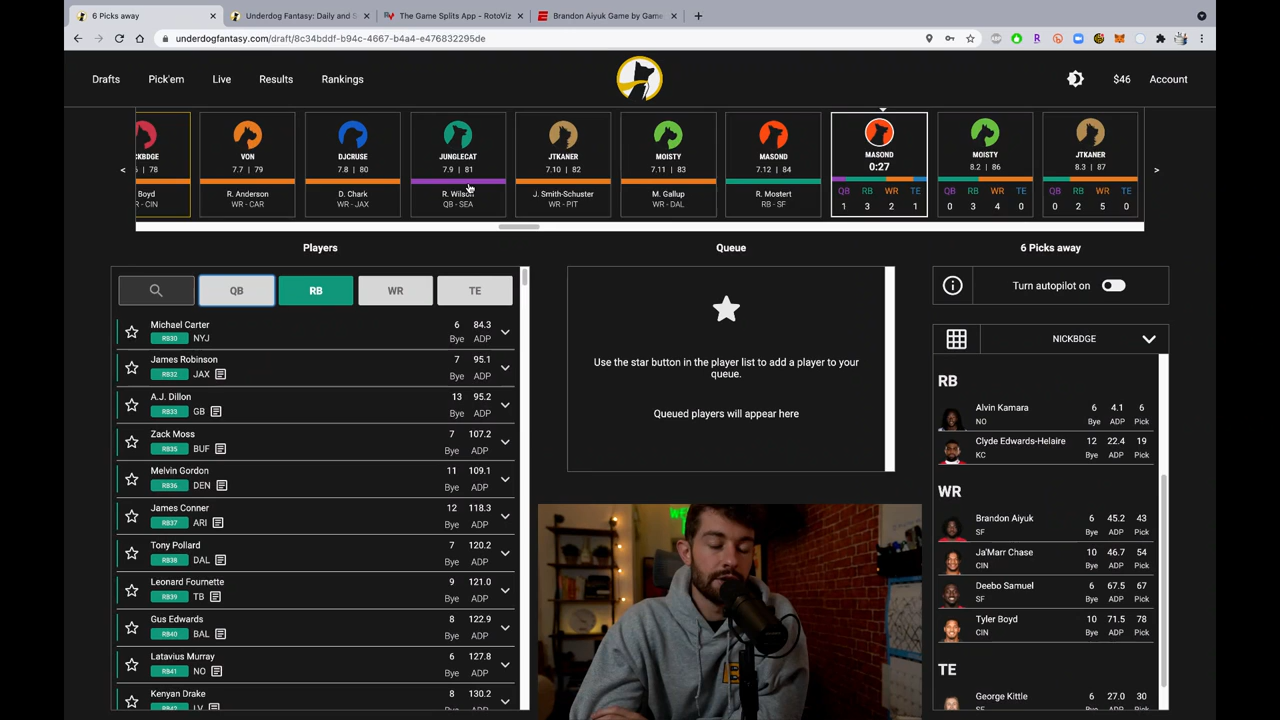 6 Picks away
Underdog Fantasy: Daily and S
The Game Splits App - RotoViz
Brandon Aiyuk Game by Game
underdogfantasy.com/draft/8c34bddf-b94c-4667-b4a4-e476832295de
Drafts Pick'em Live Results Rankings
$46 Account
CKBDGE VON DJCRUSE JUNGLECAT JTKANER MOISTY MASOND MASOND MOISTY JTKANER
/ 78 7.7 | 79 7.8 | 80 7.9 | 81 7.10 | 82 7.11 | 83 7.12 | 84 0:27 8.2 | 86 8.3 | 87
Boyd R. Anderson D. Chark R. Wilson J. Smith-Schuster M. Gallup R. Mostert QB RB WR TE QB RB WR TE QB RB WR TE
R - CIN WR - CAR WR - JAX QB - SEA WR - PIT WR - DAL RB - SF 1 3 2 1 0 3 4 0 0 2 5 0
Players Queue 6 Picks away
QB RB WR TE
Turn autopilot on
Michael Carter 6 84.3
RB30 NYJ Bye ADP
James Robinson 7 95.1
RB32 JAX Bye ADP
A.J. Dillon 13 95.2
RB33 GB Bye ADP
Zack Moss 7 107.2
RB35 BUF Bye ADP
Melvin Gordon 11 109.1
RB36 DEN Bye ADP
James Conner 12 118.3
RB37 ARI Bye ADP
Tony Pollard 7 120.2
RB38 DAL Bye ADP
Leonard Fournette 9 121.0
RB39 TB Bye ADP
Gus Edwards 8 122.9
RB40 BAL Bye ADP
Latavius Murray 6 127.8
RB41 NO Bye ADP
Kenyan Drake 8 130.2
RB42 LV Bye ADP
Use the star button in the player list to add a player to your
queue.
Queued players will appear here
NICKBDGE
RB
Alvin Kamara 6 4.1 6
NO Bye ADP Pick
Clyde Edwards-Helaire 12 22.4 19
KC Bye ADP Pick
WR
Brandon Aiyuk 6 45.2 43
SF Bye ADP Pick
Ja'Marr Chase 10 46.7 54
CIN Bye ADP Pick
Deebo Samuel 6 67.5 67
SF Bye ADP Pick
Tyler Boyd 10 71.5 78
CIN Bye ADP Pick
TE
George Kittle 6 27.0 30
SF Bye ADP Pick